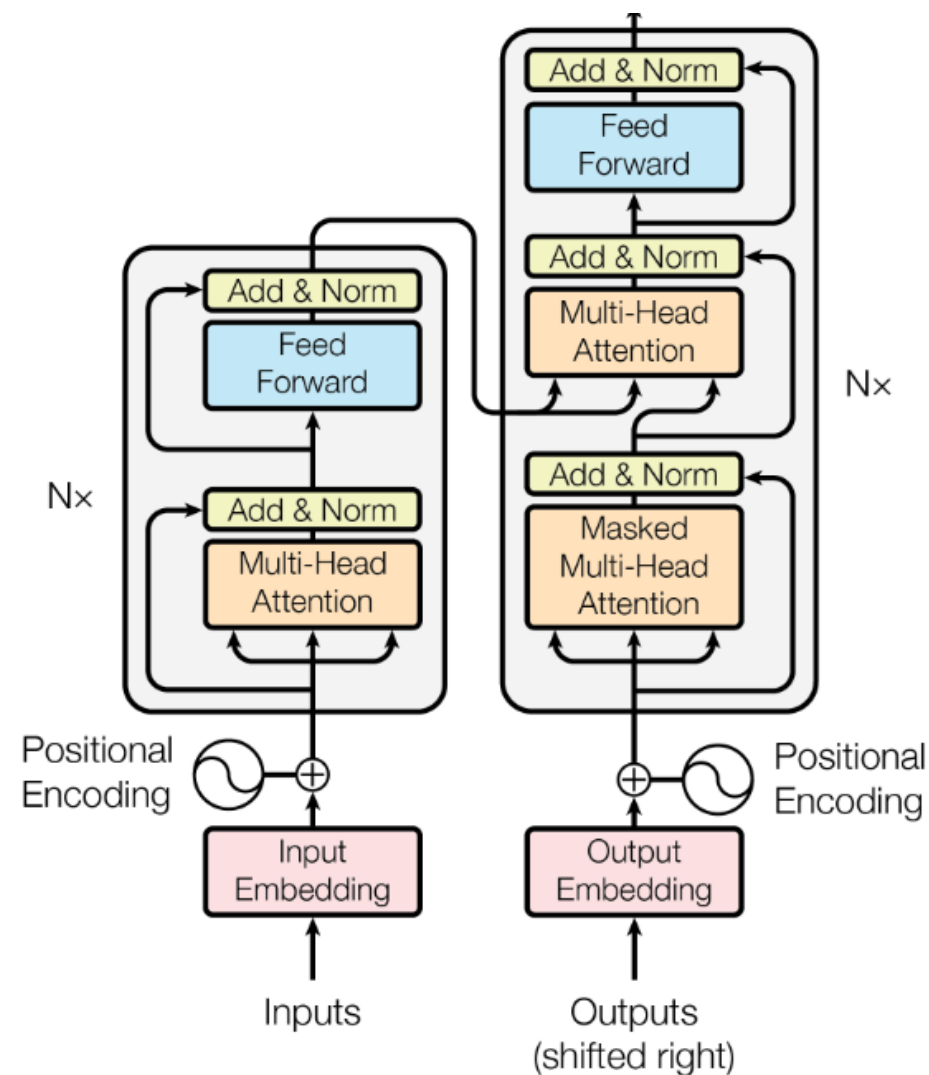 Add & Norm
Feed
Forward
Add & Norm
Multi-Head
Attention
Nx
Add & Norm
Masked
Multi-Head
Attention
Add & Norm
Feed
Forward
Nx
Add & Norm
Multi-Head
Attention
Positional
Encoding
Positional
Encoding
Input
Embedding
Output
Embedding
Inputs
Outputs
(shifted right)